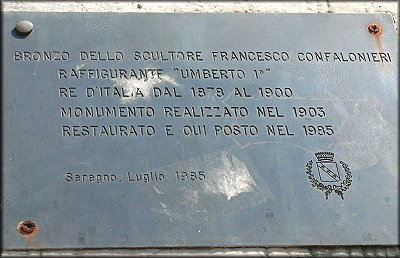 BRONZO DELLO SCULTORE FRANCESCO CONFALONIERI
RAFFIGURANTE "UMBERTO 1°"
RE D'ITALIA DAL 1878 AL 1900
MONUMENTO REALIZZATO NEL 1903
RESTAURATO E QUI POSTO NEL 1985
Seregno, Luglio 1985